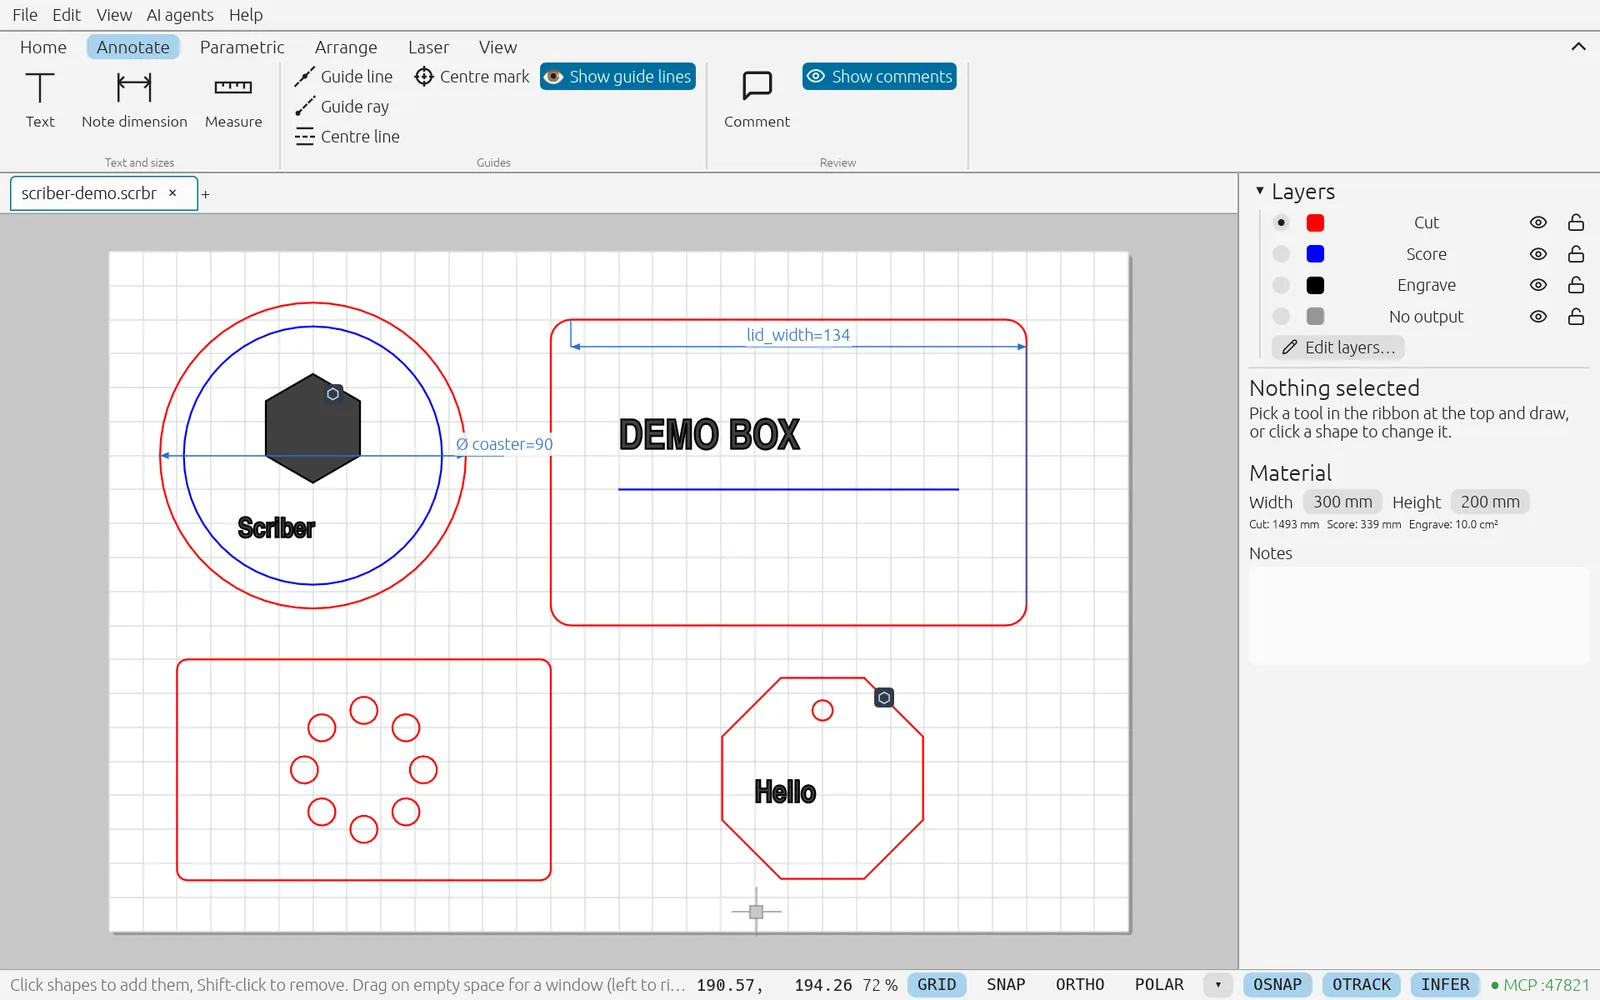 File Edit View AI agents Help
Home Annotate Parametric Arrange Laser View
Text Note dimension Measure
Text and sizes
Guide line Centre mark Show guide lines
Guide ray
Centre line
Guides
Comment Show comments
Review
scriber-demo.scrbr × +
lid_width=134
DEMO BOX
Ø coaster=90
Scriber
Hello
Layers
Cut
Score
Engrave
No output
Edit layers...
Nothing selected
Pick a tool in the ribbon at the top and draw,
or click a shape to change it.
Material
Width 300 mm Height 200 mm
Cut: 1493 mm Score: 339 mm Engrave: 10.0 cm²
Notes
Click shapes to add them, Shift-click to remove. Drag on empty space for a window (left to ri... 190.57, 194.26 72 % GRID SNAP ORTHO POLAR OSNAP OTRACK INFER MCP :47821